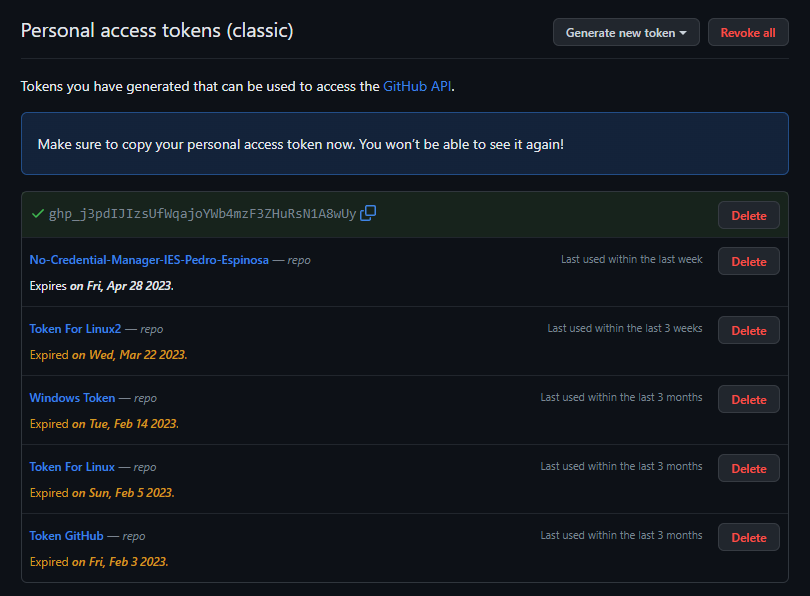 Personal access tokens (classic)
Generate new token
Revoke all
Tokens you have generated that can be used to access the GitHub API.
Make sure to copy your personal access token now. You won't be able to see it again!
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
Delete
No-Credential-Manager-IES-Pedro-Espinosa — repo
Last used within the last week
Delete
Expires on Fri, Apr 28 2023.
Token For Linux2 — repo
Last used within the last 3 weeks
Delete
Expired on Wed, Mar 22 2023.
Windows Token — repo
Last used within the last 3 months
Delete
Expired on Tue, Feb 14 2023.
Token For Linux — repo
Last used within the last 3 months
Delete
Expired on Sun, Feb 5 2023.
Token GitHub — repo
Last used within the last 3 months
Delete
Expired on Fri, Feb 3 2023.